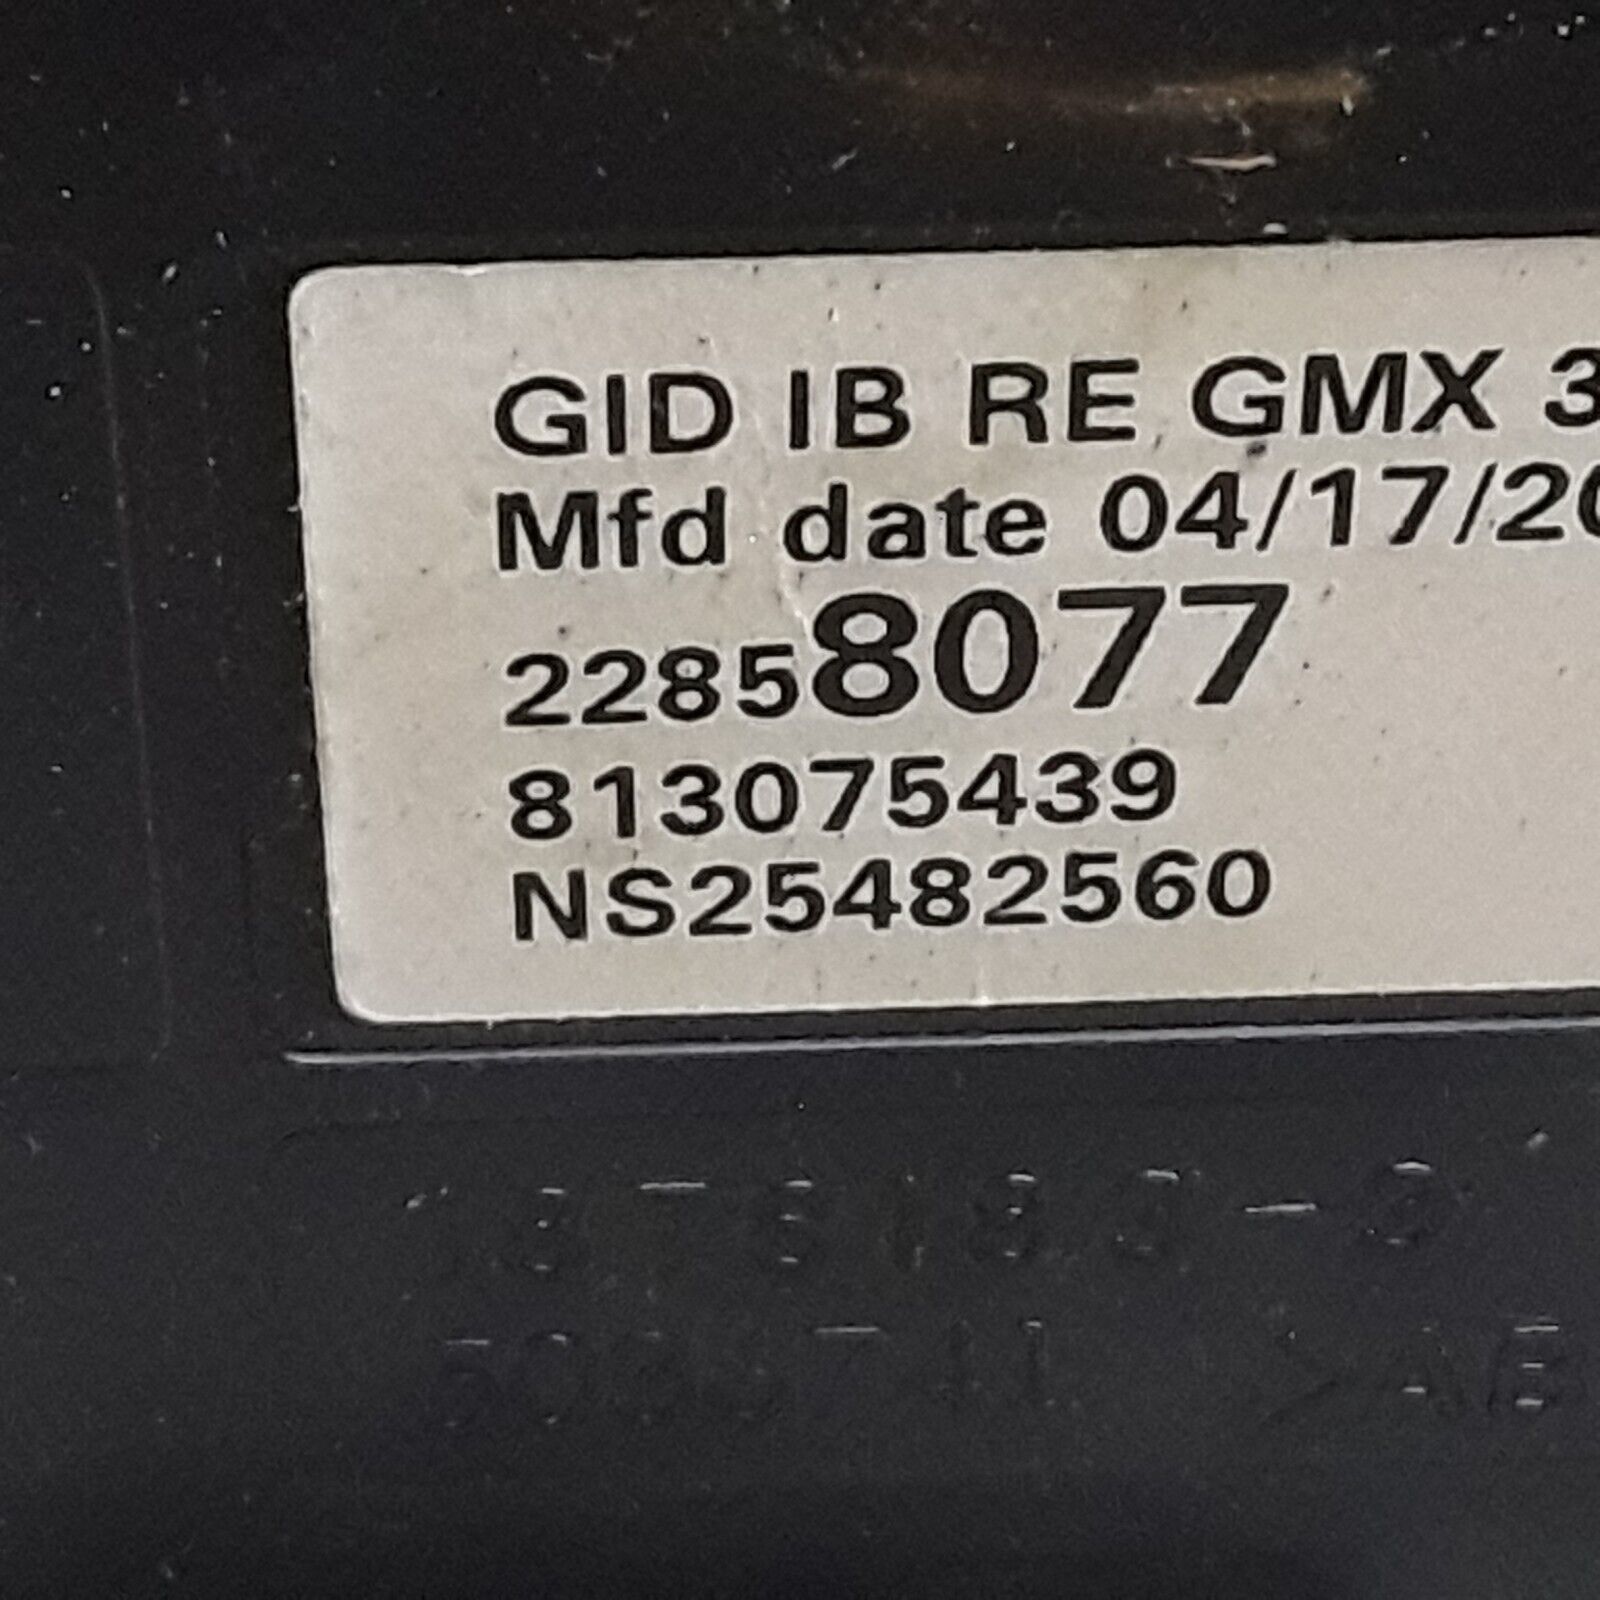 GID IB RE GMX 3
Mfd date 04/17/20
22858077
813075439
NS25482560